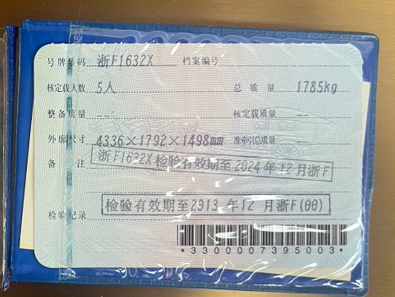 号牌号码 浙F1632X 档案编号
核定载人数 5人 总质量 1785kg
整备质量 -- 核定载质量 --
外廓尺寸 4336×1792×1498mm 准牵引总质量 --
备注 浙F1632X检验有效期至2024年12月浙F
检验有效期至2913年12月浙F(00)
检验记录
*3300007395003*